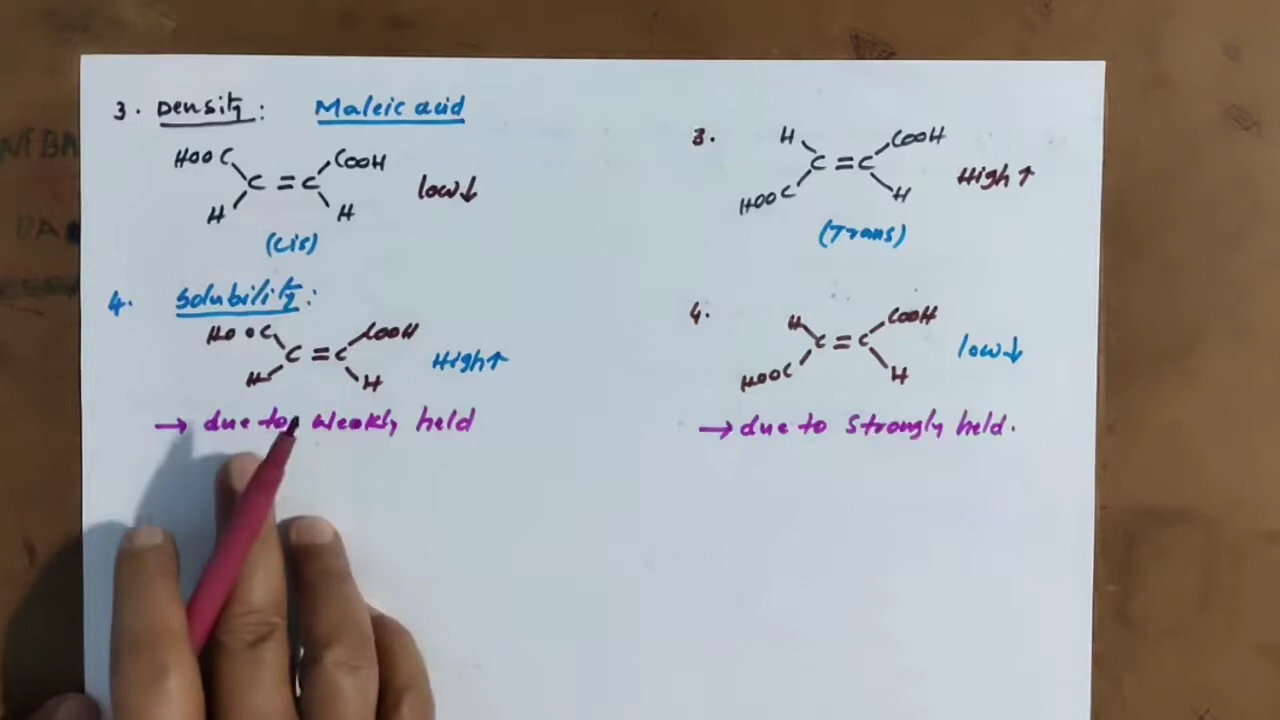 3. Density: Maleic acid
HOOC COOH
C = C low↓
H H
(cis)
4. Solubility:
HOOC COOH
C = C High↑
H H
→ due to weakly held
3. H COOH
C = C High↑
HOOC H
(Trans)
4. H COOH
C = C low↓
HOOC H
→ due to strongly held.